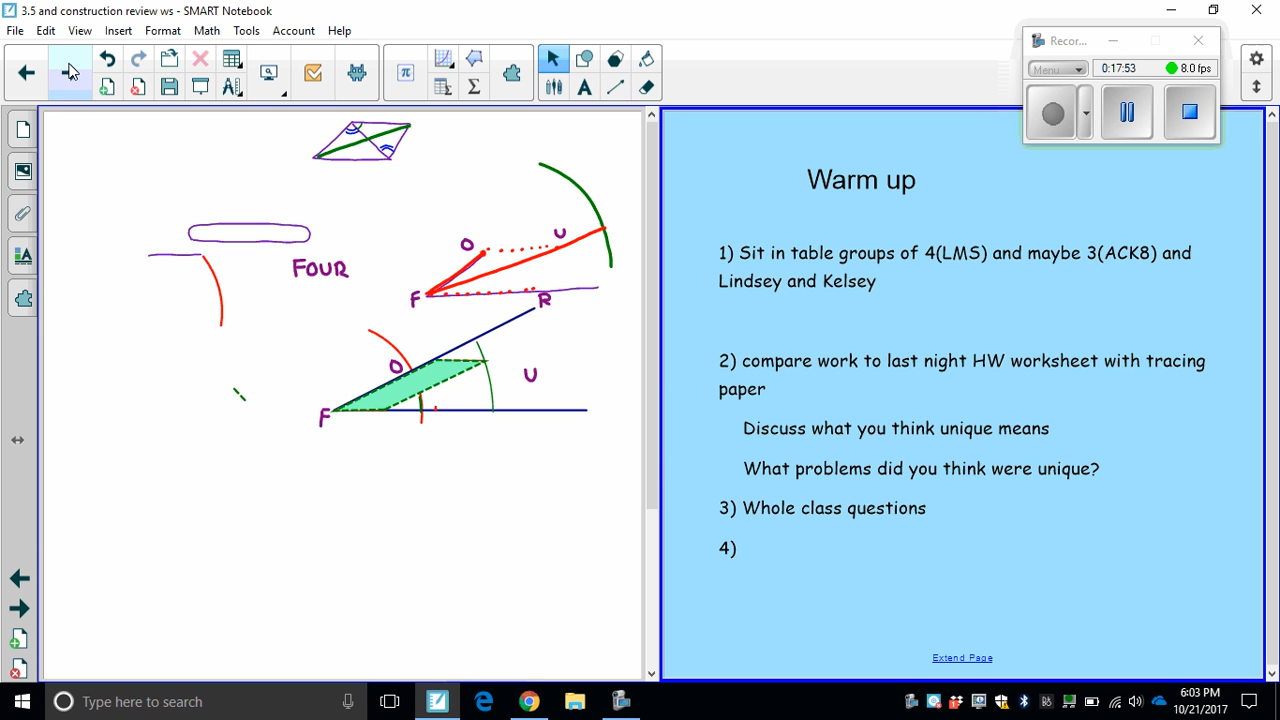 3.5 and construction review ws - SMART Notebook
File Edit View Insert Format Math Tools Account Help
Recor...
Menu 0:17:53 8.0 fps
Warm up
1) Sit in table groups of 4(LMS) and maybe 3(ACK8) and
Lindsey and Kelsey
2) compare work to last night HW worksheet with tracing
paper
Discuss what you think unique means
What problems did you think were unique?
3) Whole class questions
4)
Extend Page
O U
FOUR
F R
O U
F
Type here to search
6:03 PM
10/21/2017